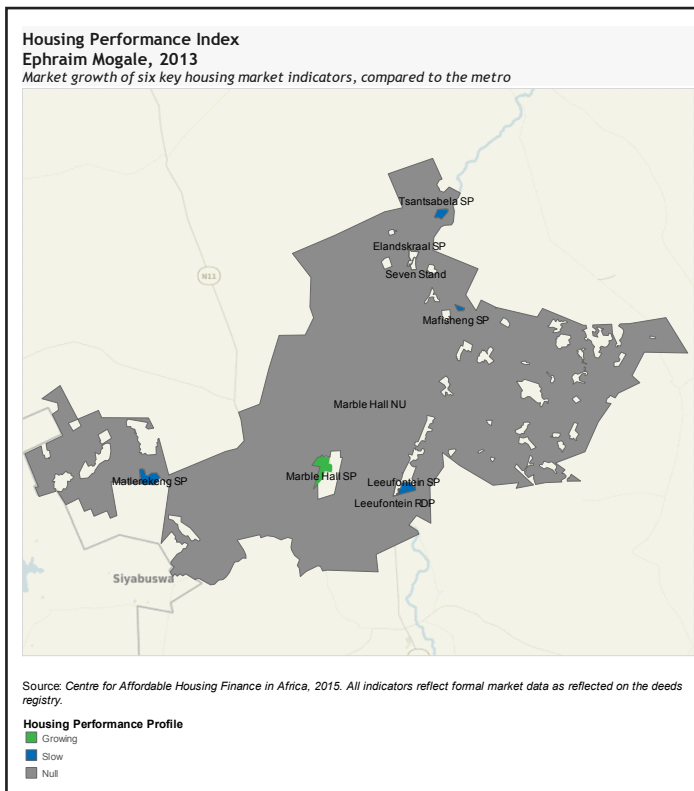 Housing Performance Index
Ephraim Mogale, 2013
Market growth of six key housing market indicators, compared to the metro
Tsantsabela SP
Elandskraal SP
N11
Seven Stand
Mafisheng SP
Marble Hall NU
Marble Hall SP
Matlerekeng SP
Leeufontein SP
Leeufontein RDP
Siyabuswa
Source: Centre for Affordable Housing Finance in Africa, 2015. All indicators reflect formal market data as reflected on the deeds
registry.
Housing Performance Profile
Growing
Slow
Null